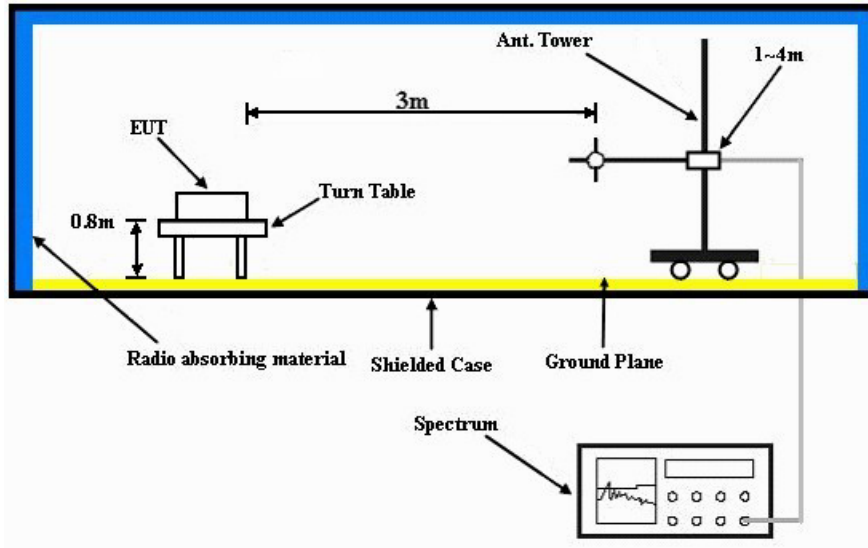 Ant. Tower
1~4m
3m
EUT
Turn Table
0.8m
Radio absorbing material
Shielded Case
Ground Plane
Spectrum